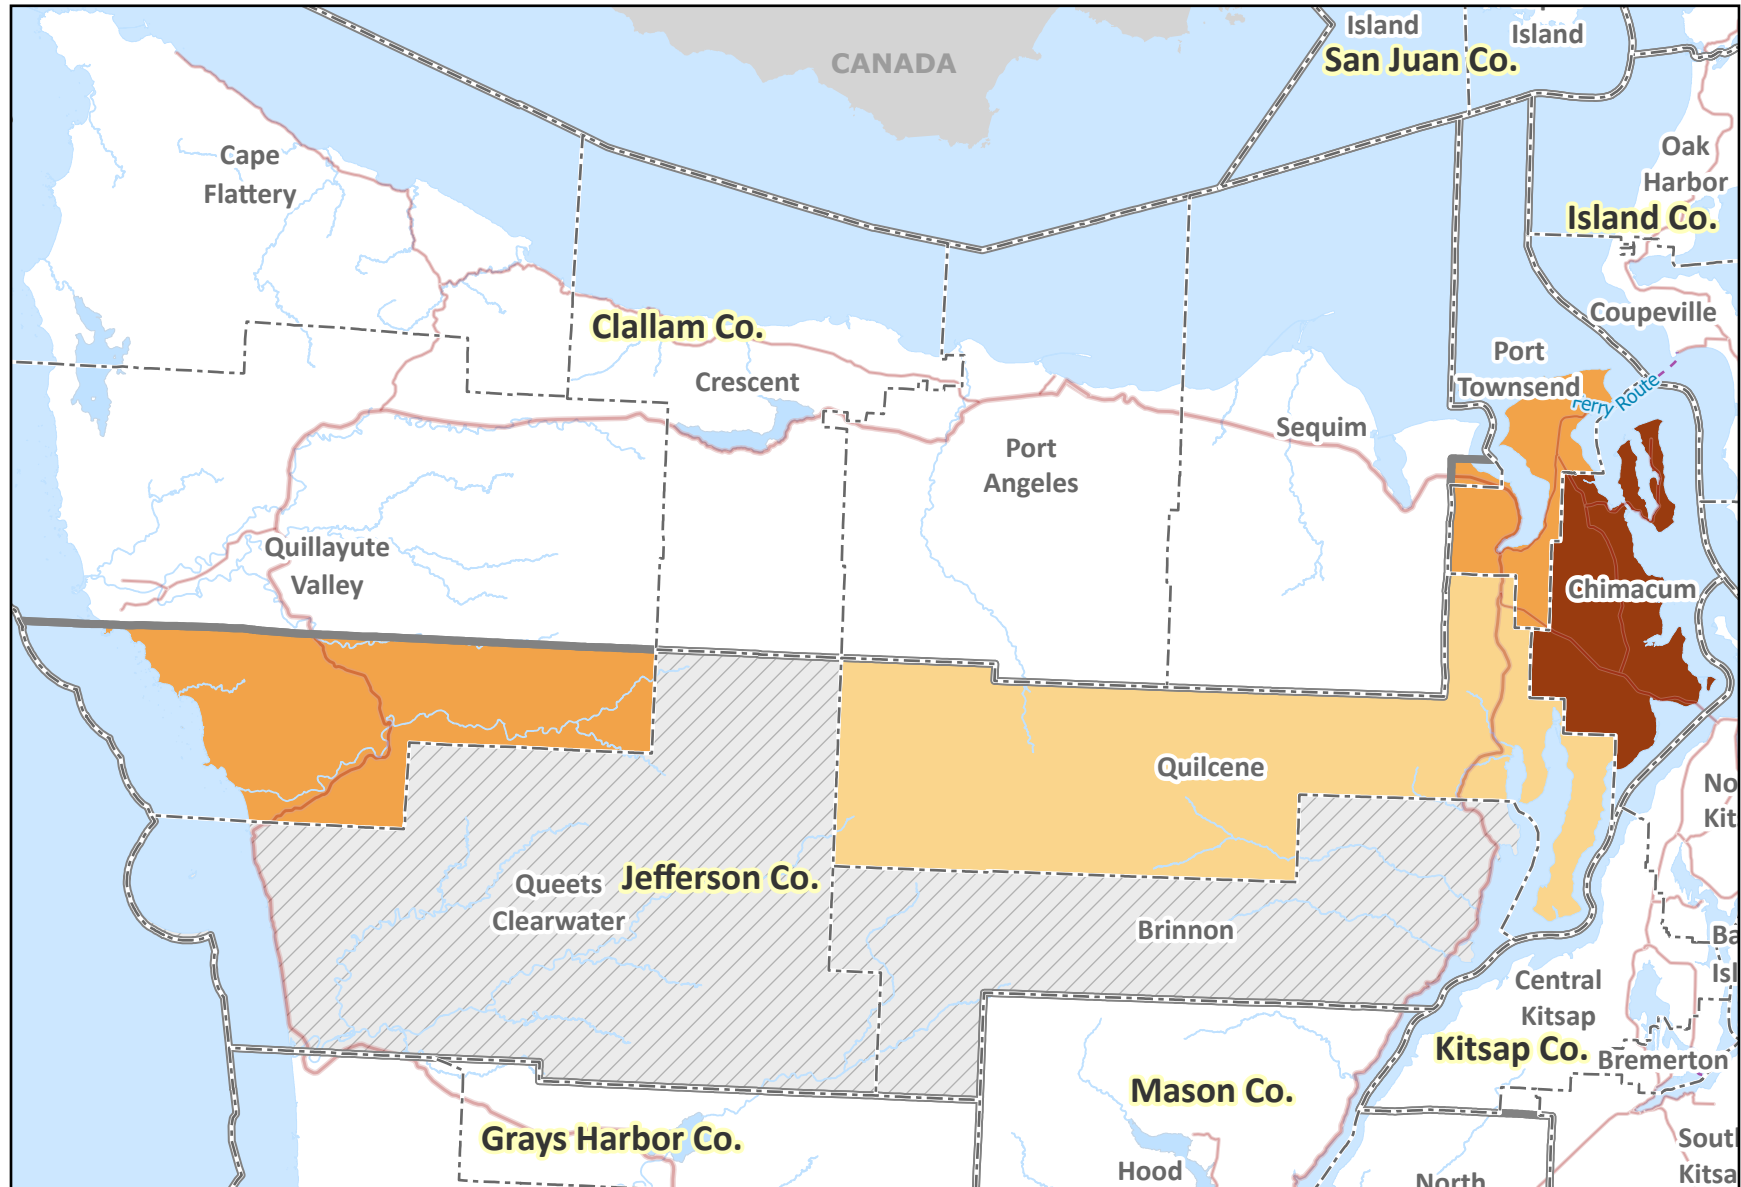 CANADA
Island
Island
San Juan Co.
Cape
Flattery
Oak
Harbor
Island Co.
Coupeville
Clallam Co.
Port
Townsend
Ferry Route
Crescent
Sequim
Port
Angeles
Quillayute
Valley
Chimacum
Quilcene
No
Kit
Queets
Clearwater
Jefferson Co.
Brinnon
Ba
Isl
Central
Kitsap
Kitsap Co.
Bremerton
Mason Co.
Grays Harbor Co.
Hood
North
Sout
Kitsa